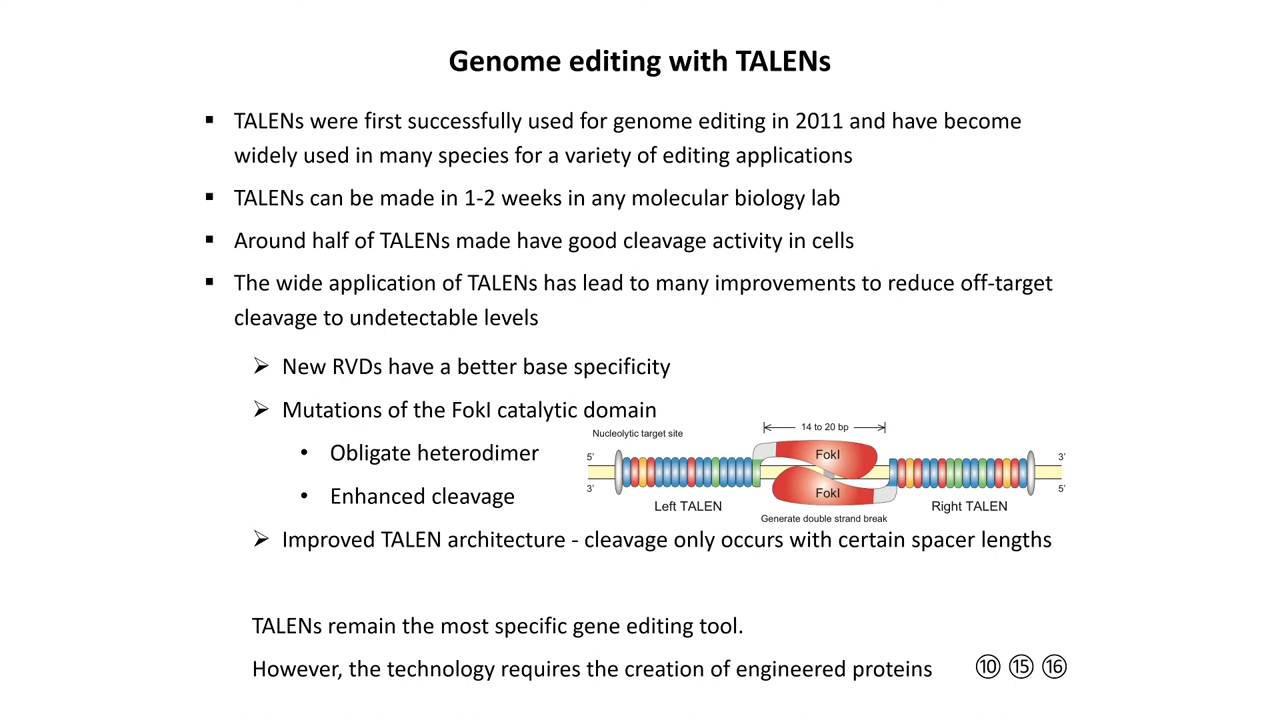 Genome editing with TALENs
▪ TALENs were first successfully used for genome editing in 2011 and have become
widely used in many species for a variety of editing applications
▪ TALENs can be made in 1-2 weeks in any molecular biology lab
▪ Around half of TALENs made have good cleavage activity in cells
▪ The wide application of TALENs has lead to many improvements to reduce off-target
cleavage to undetectable levels
➢ New RVDs have a better base specificity
➢ Mutations of the FokI catalytic domain
• Obligate heterodimer
• Enhanced cleavage
14 to 20 bp
Nucleolytic target site
5’ FokI 3’
3’ FokI 5’
Left TALEN Right TALEN
Generate double strand break
➢ Improved TALEN architecture - cleavage only occurs with certain spacer lengths
TALENs remain the most specific gene editing tool.
However, the technology requires the creation of engineered proteins ⑩ ⑮ ⑯